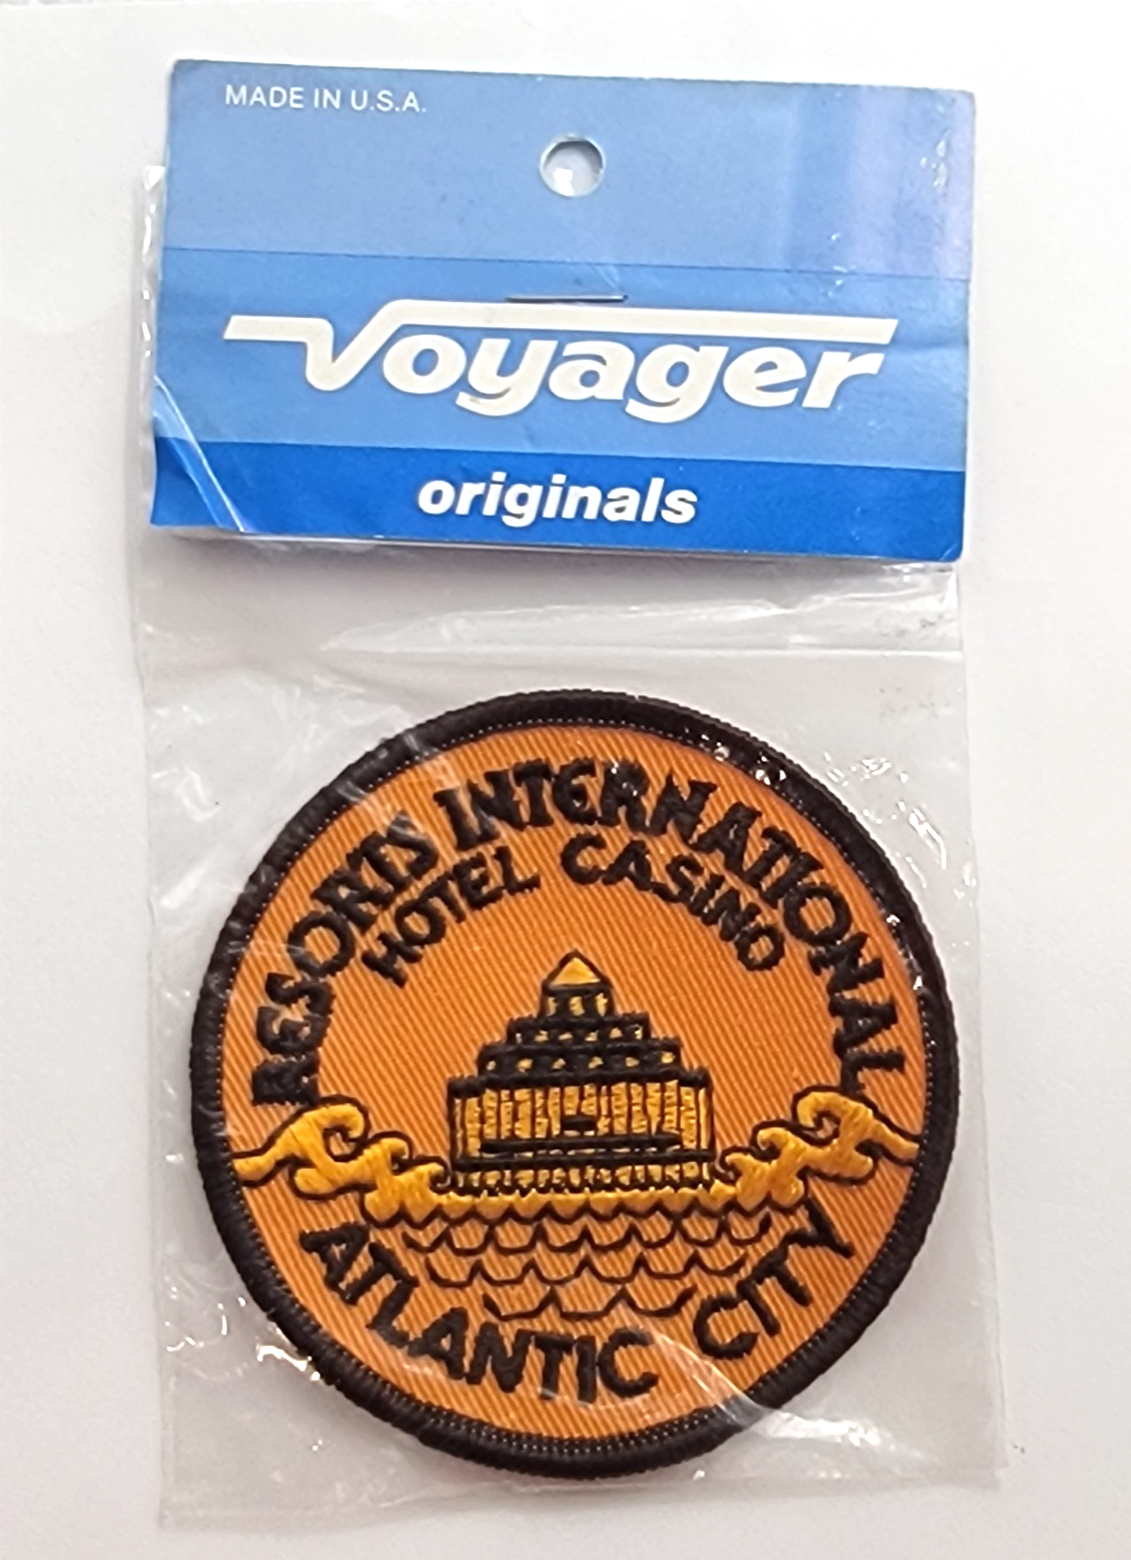 MADE IN U.S.A.
Voyager
originals
RESORTS INTERNATIONAL
HOTEL CASINO
ATLANTIC CITY